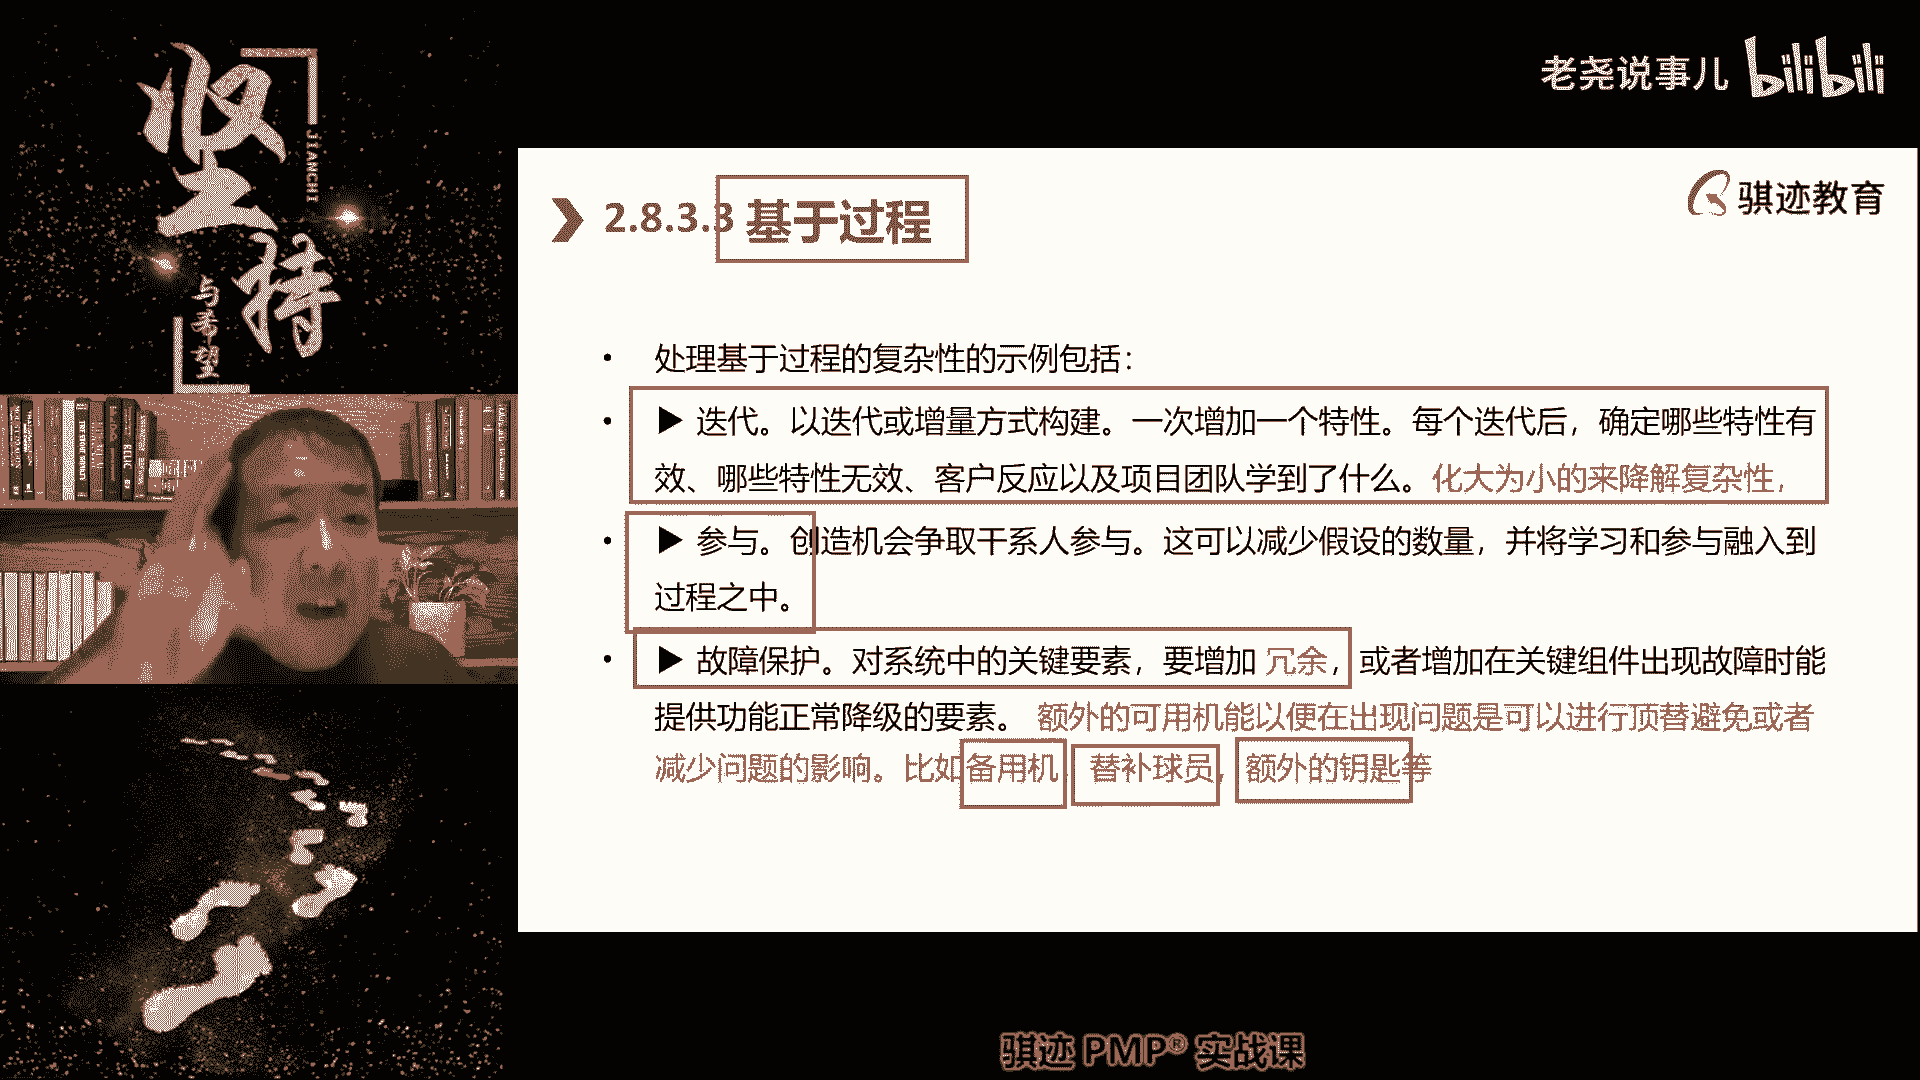 坚持
JIANCHI
与希望
老尧说事儿 bilibili
骐迹教育
2.8.3.3 基于过程
• 处理基于过程的复杂性的示例包括：
• ▶ 迭代。以迭代或增量方式构建。一次增加一个特性。每个迭代后，确定哪些特性有
效、哪些特性无效、客户反应以及项目团队学到了什么。化大为小的来降解复杂性，
• ▶ 参与。创造机会争取干系人参与。这可以减少假设的数量，并将学习和参与融入到
过程之中。
• ▶ 故障保护。对系统中的关键要素，要增加 冗余，或者增加在关键组件出现故障时能
提供功能正常降级的要素。 额外的可用机能以便在出现问题是可以进行顶替避免或者
减少问题的影响。比如备用机，替补球员，额外的钥匙等
骐迹 PMP® 实战课